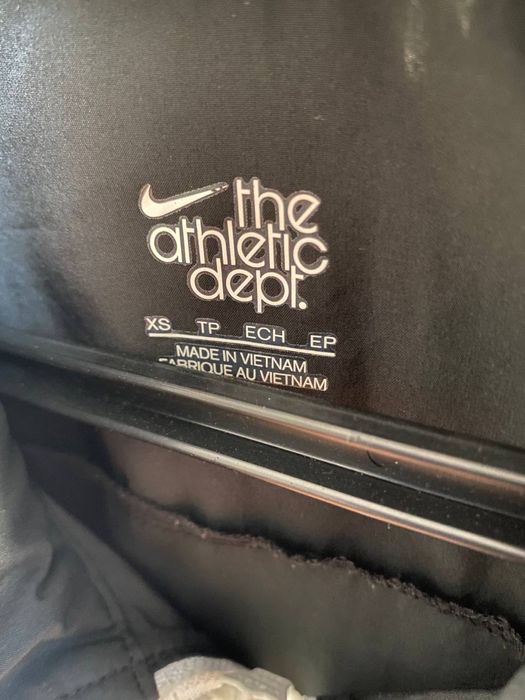 the
athletic
dept.
XS TP ECH EP
MADE IN VIETNAM
FABRIQUE AU VIETNAM